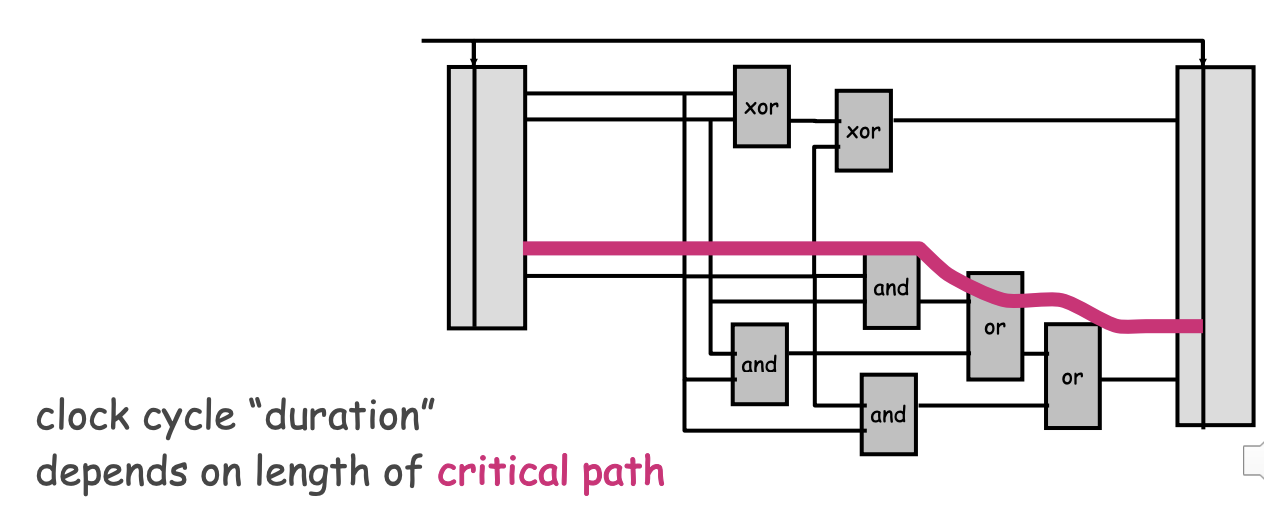 xor
xor
and
or
and
or
and
clock cycle “duration”
depends on length of critical path